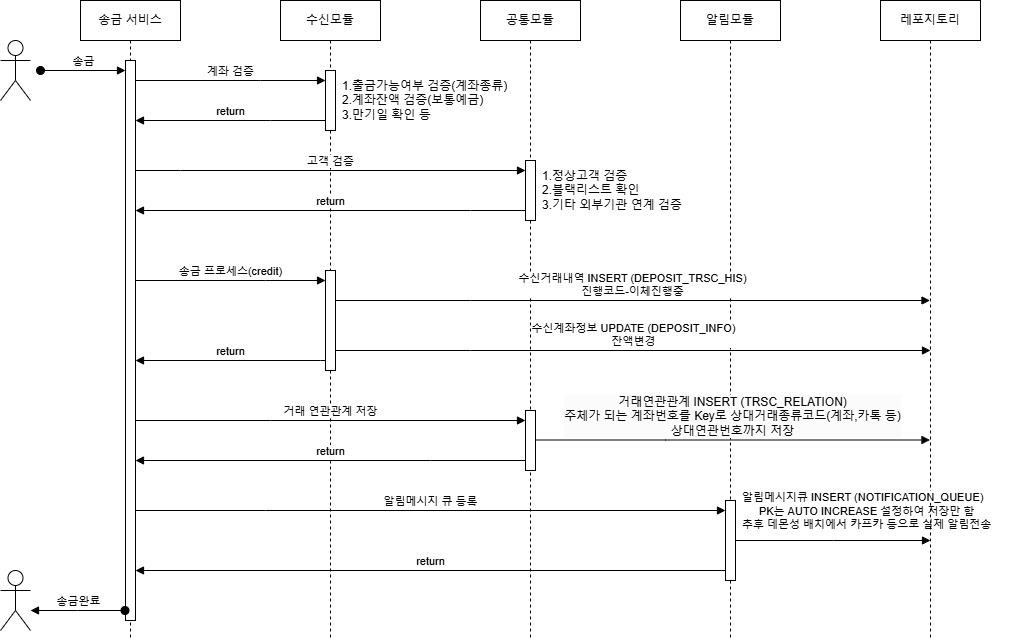 송금 서비스
수신모듈
공통모듈
알림모듈
레포지토리
송금
계좌 검증
1.출금가능여부 검증(계좌종류)
2.계좌잔액 검증(보통예금)
3.만기일 확인 등
return
고객 검증
1.정상고객 검증
2.블랙리스트 확인
3.기타 외부기관 연계 검증
return
송금 프로세스(credit)
수신거래내역 INSERT (DEPOSIT_TRSC_HIS)
진행코드-이체진행중
수신계좌정보 UPDATE (DEPOSIT_INFO)
잔액변경
return
거래 연관관계 저장
거래연관관계 INSERT (TRSC_RELATION)
주체가 되는 계좌번호를 Key로 상대거래종류코드(계좌,카톡 등)
상대연관번호까지 저장
return
알림메시지 큐 등록
알림메시지큐 INSERT (NOTIFICATION_QUEUE)
PK는 AUTO INCREASE 설정하여 저장만 함
추후 데몬성 배치에서 카프카 등으로 실제 알림전송
return
송금완료